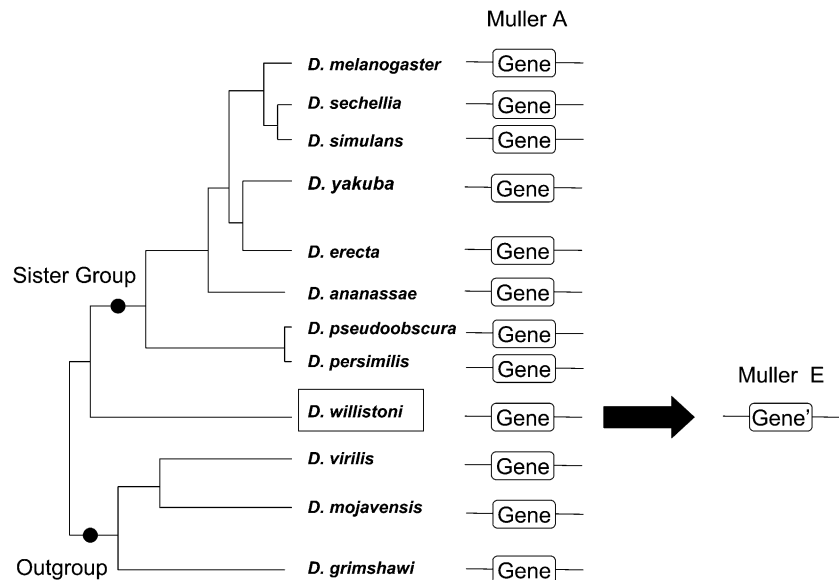 Muller A
D. melanogaster Gene
D. sechellia Gene
D. simulans Gene
D. yakuba Gene
D. erecta Gene
Sister Group
D. ananassae Gene
D. pseudoobscura Gene
D. persimilis Gene
Muller E
D. willistoni Gene Gene'
D. virilis Gene
D. mojavensis Gene
Outgroup
D. grimshawi Gene